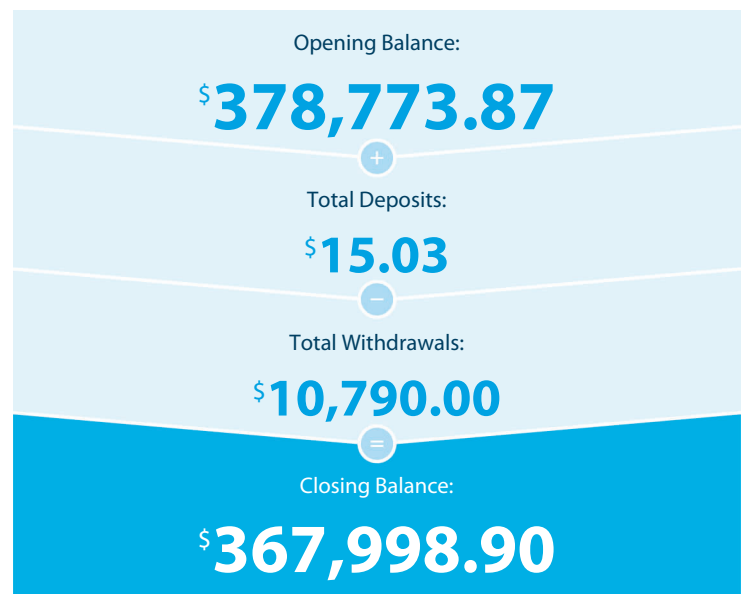 Opening Balance:
$378,773.87
+
Total Deposits:
$15.03
−
Total Withdrawals:
$10,790.00
=
Closing Balance:
$367,998.90